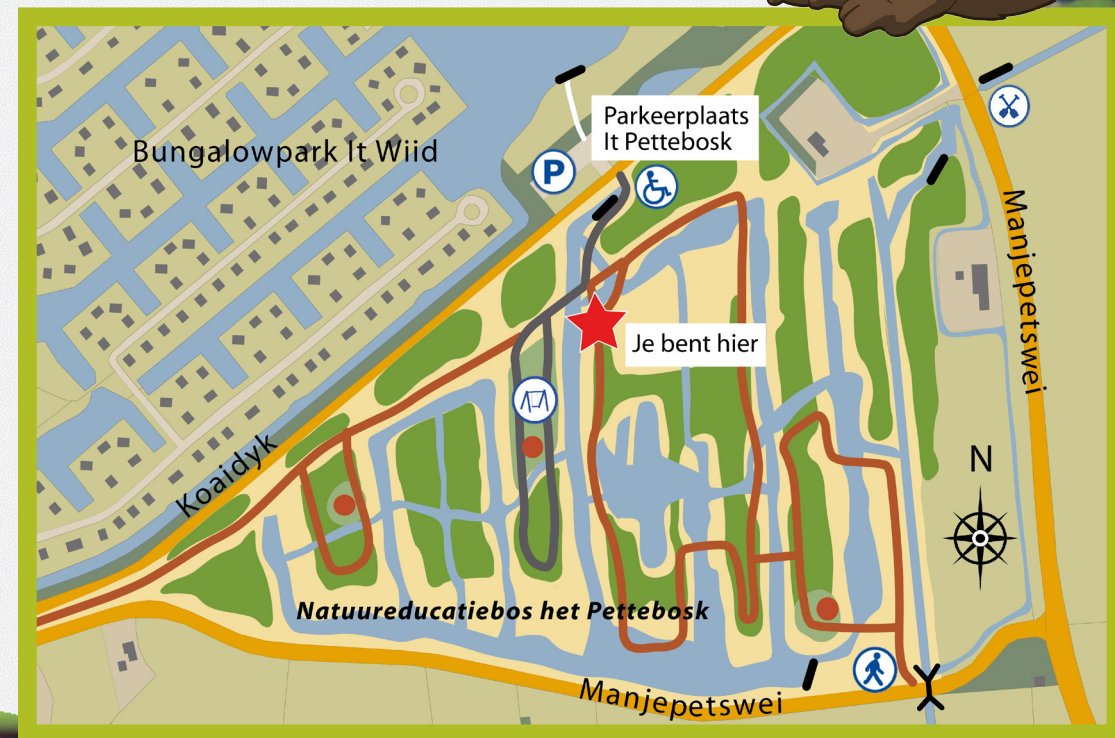 Parkeerplaats
It Pettebosk
Bungalowpark It Wiid
P
Manjepetswei
Je bent hier
Koaidyk
N
Natuureducatiebos het Pettebosk
Manjepetswei